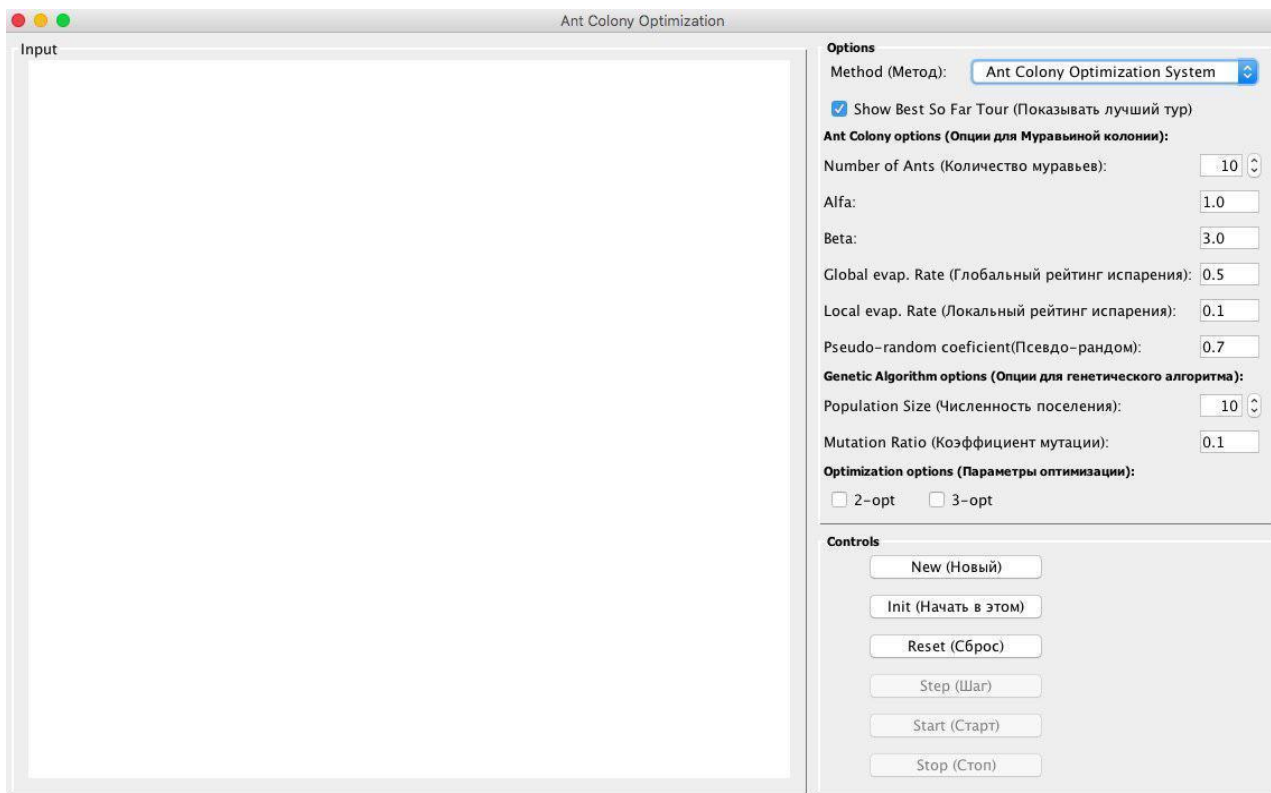 Ant Colony Optimization
Input
Options
Method (Метод): Ant Colony Optimization System
Show Best So Far Tour (Показывать лучший тур)
Ant Colony options (Опции для Муравьиной колонии):
Number of Ants (Количество муравьев): 10
Alfa: 1.0
Beta: 3.0
Global evap. Rate (Глобальный рейтинг испарения): 0.5
Local evap. Rate (Локальный рейтинг испарения): 0.1
Pseudo-random coeficient(Псевдо-рандом): 0.7
Genetic Algorithm options (Опции для генетического алгоритма):
Population Size (Численность поселения): 10
Mutation Ratio (Коэффициент мутации): 0.1
Optimization options (Параметры оптимизации):
2-opt 3-opt
Controls
New (Новый)
Init (Начать в этом)
Reset (Сброс)
Step (Шаг)
Start (Старт)
Stop (Стоп)